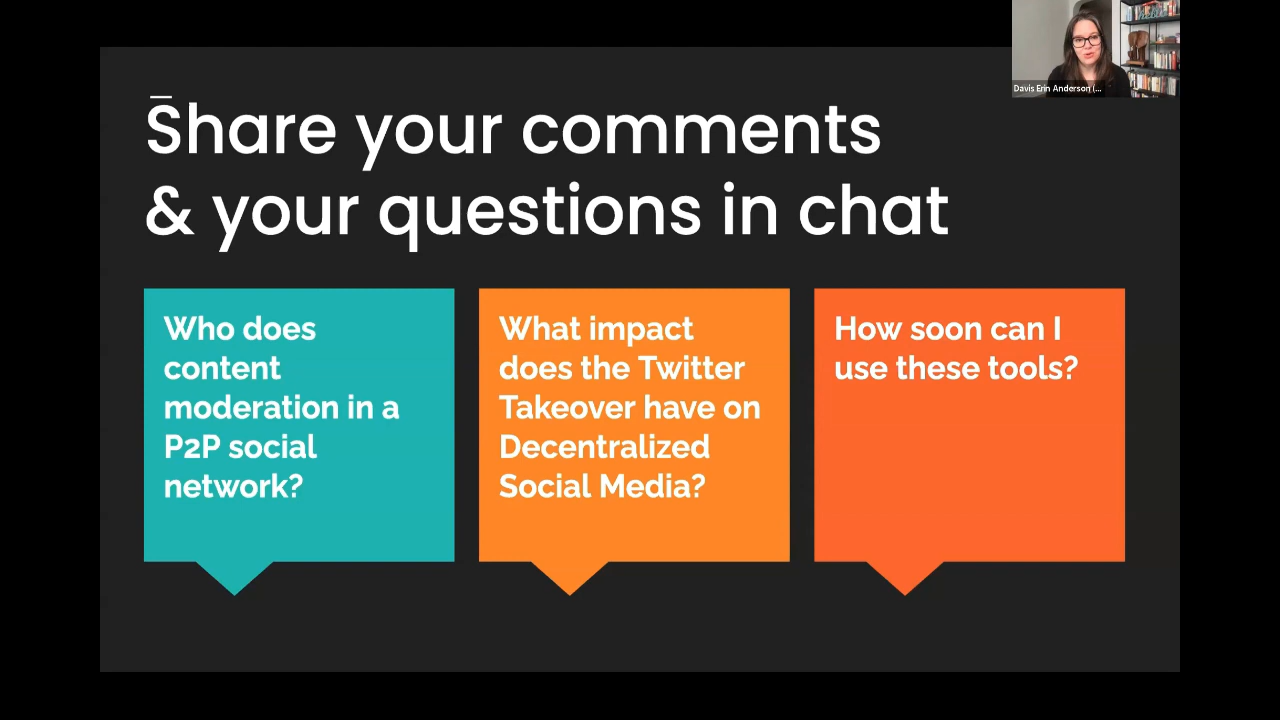 Share your comments
& your questions in chat
Who does
content
moderation in a
P2P social
network?
What impact
does the Twitter
Takeover have on
Decentralized
Social Media?
How soon can I
use these tools?
hello
Davis Erin Anderson (...